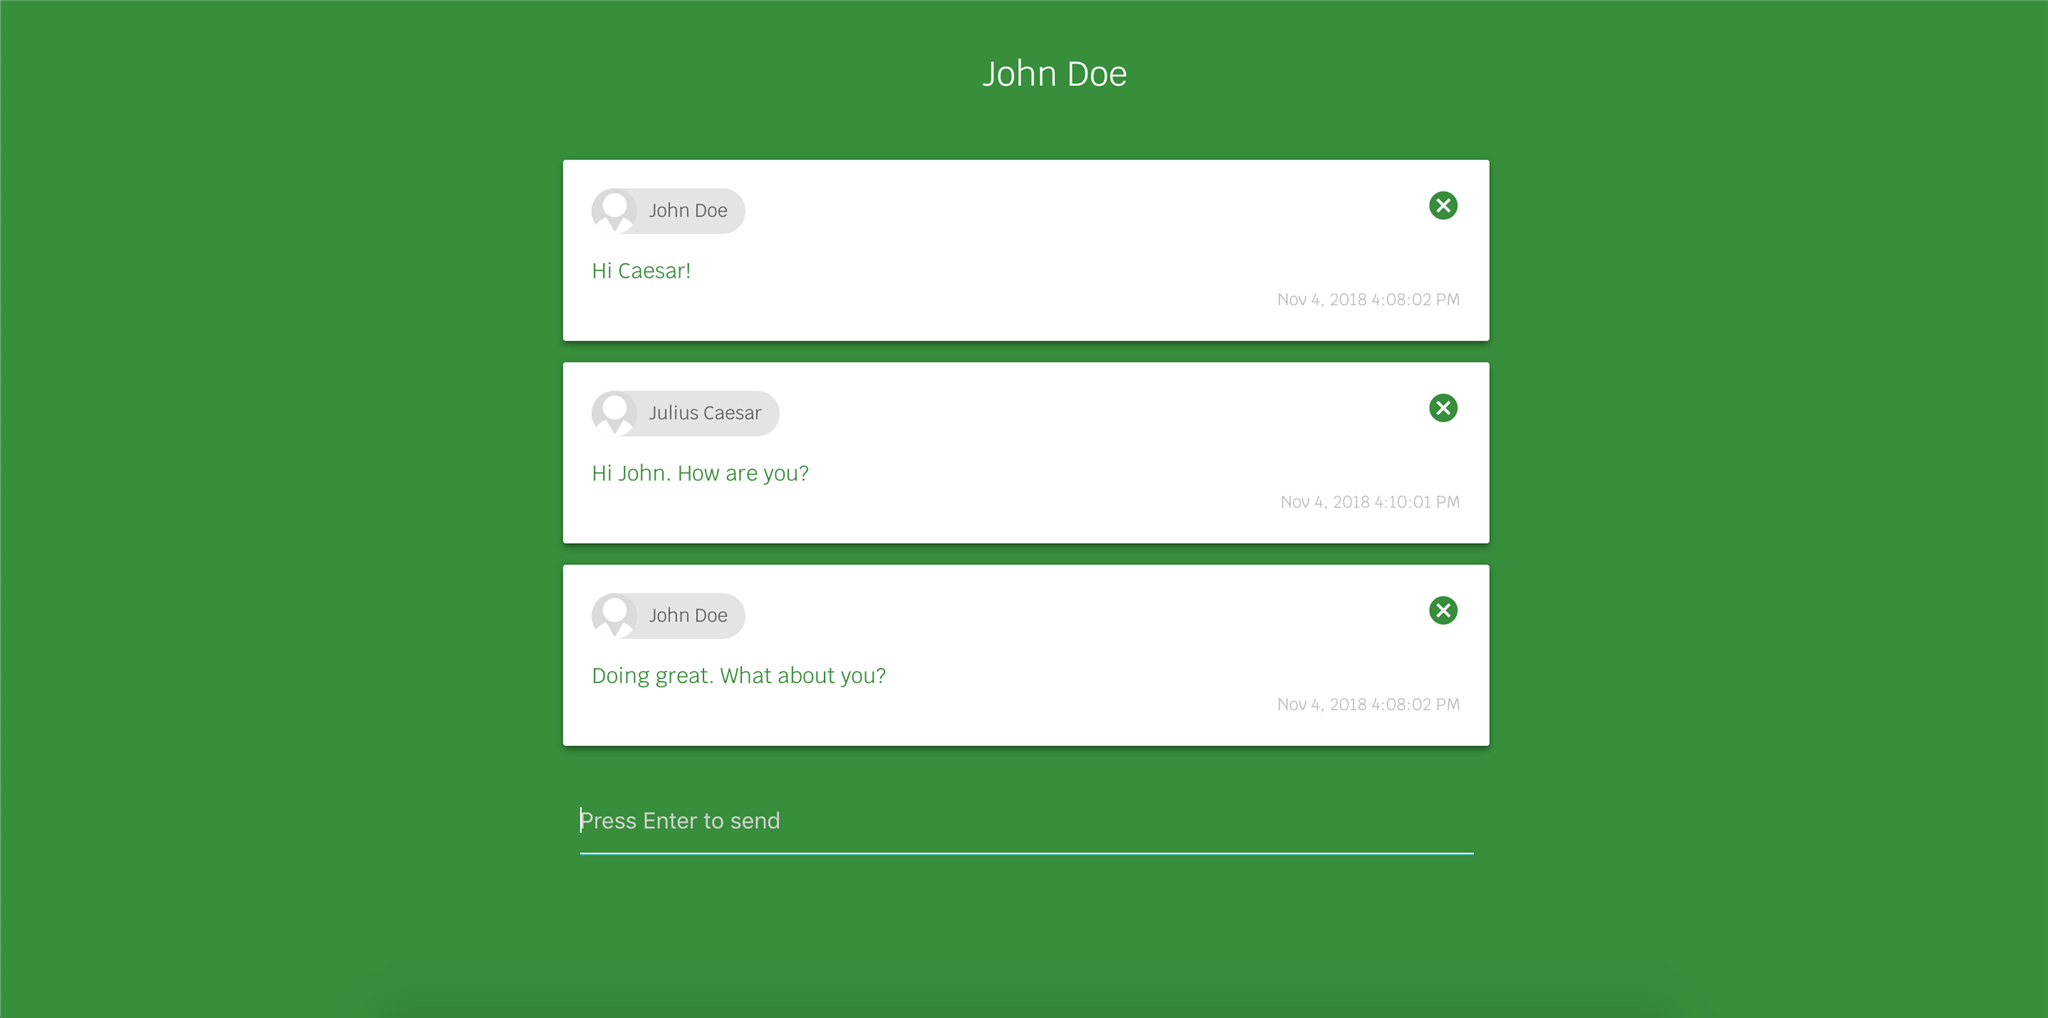 John Doe
John Doe
Hi Caesar!
Nov 4, 2018 4:08:02 PM
Julius Caesar
Hi John. How are you?
Nov 4, 2018 4:10:01 PM
John Doe
Doing great. What about you?
Nov 4, 2018 4:08:02 PM
Press Enter to send